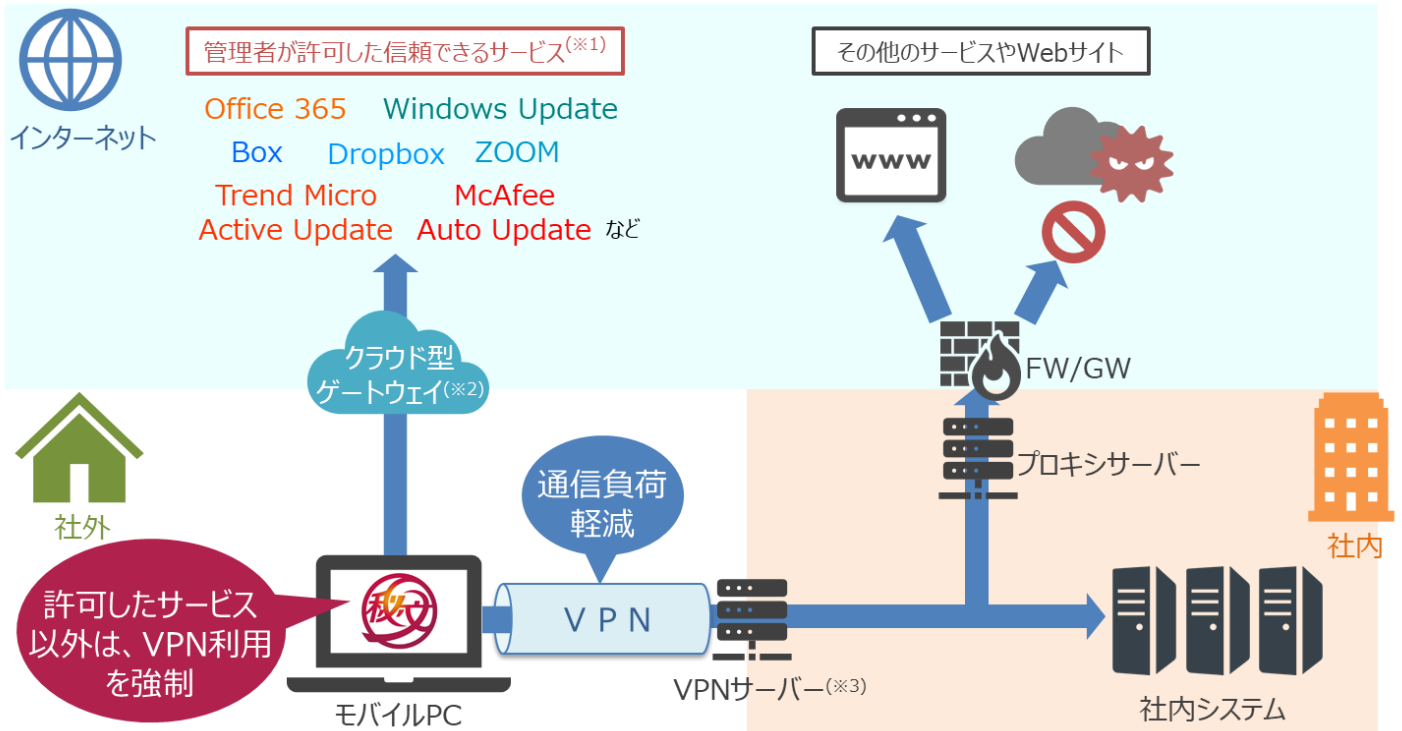 インターネット
管理者が許可した信頼できるサービス(※1)
Office 365 Windows Update
Box Dropbox ZOOM
Trend Micro McAfee
Active Update Auto Update など
その他のサービスやWebサイト
www
クラウド型
ゲートウェイ(※2)
FW/GW
プロキシサーバー
社外
社内
通信負荷
軽減
許可したサービス
以外は、VPN利用
を強制
秘文
モバイルPC
VPN
VPNサーバー(※3)
社内システム